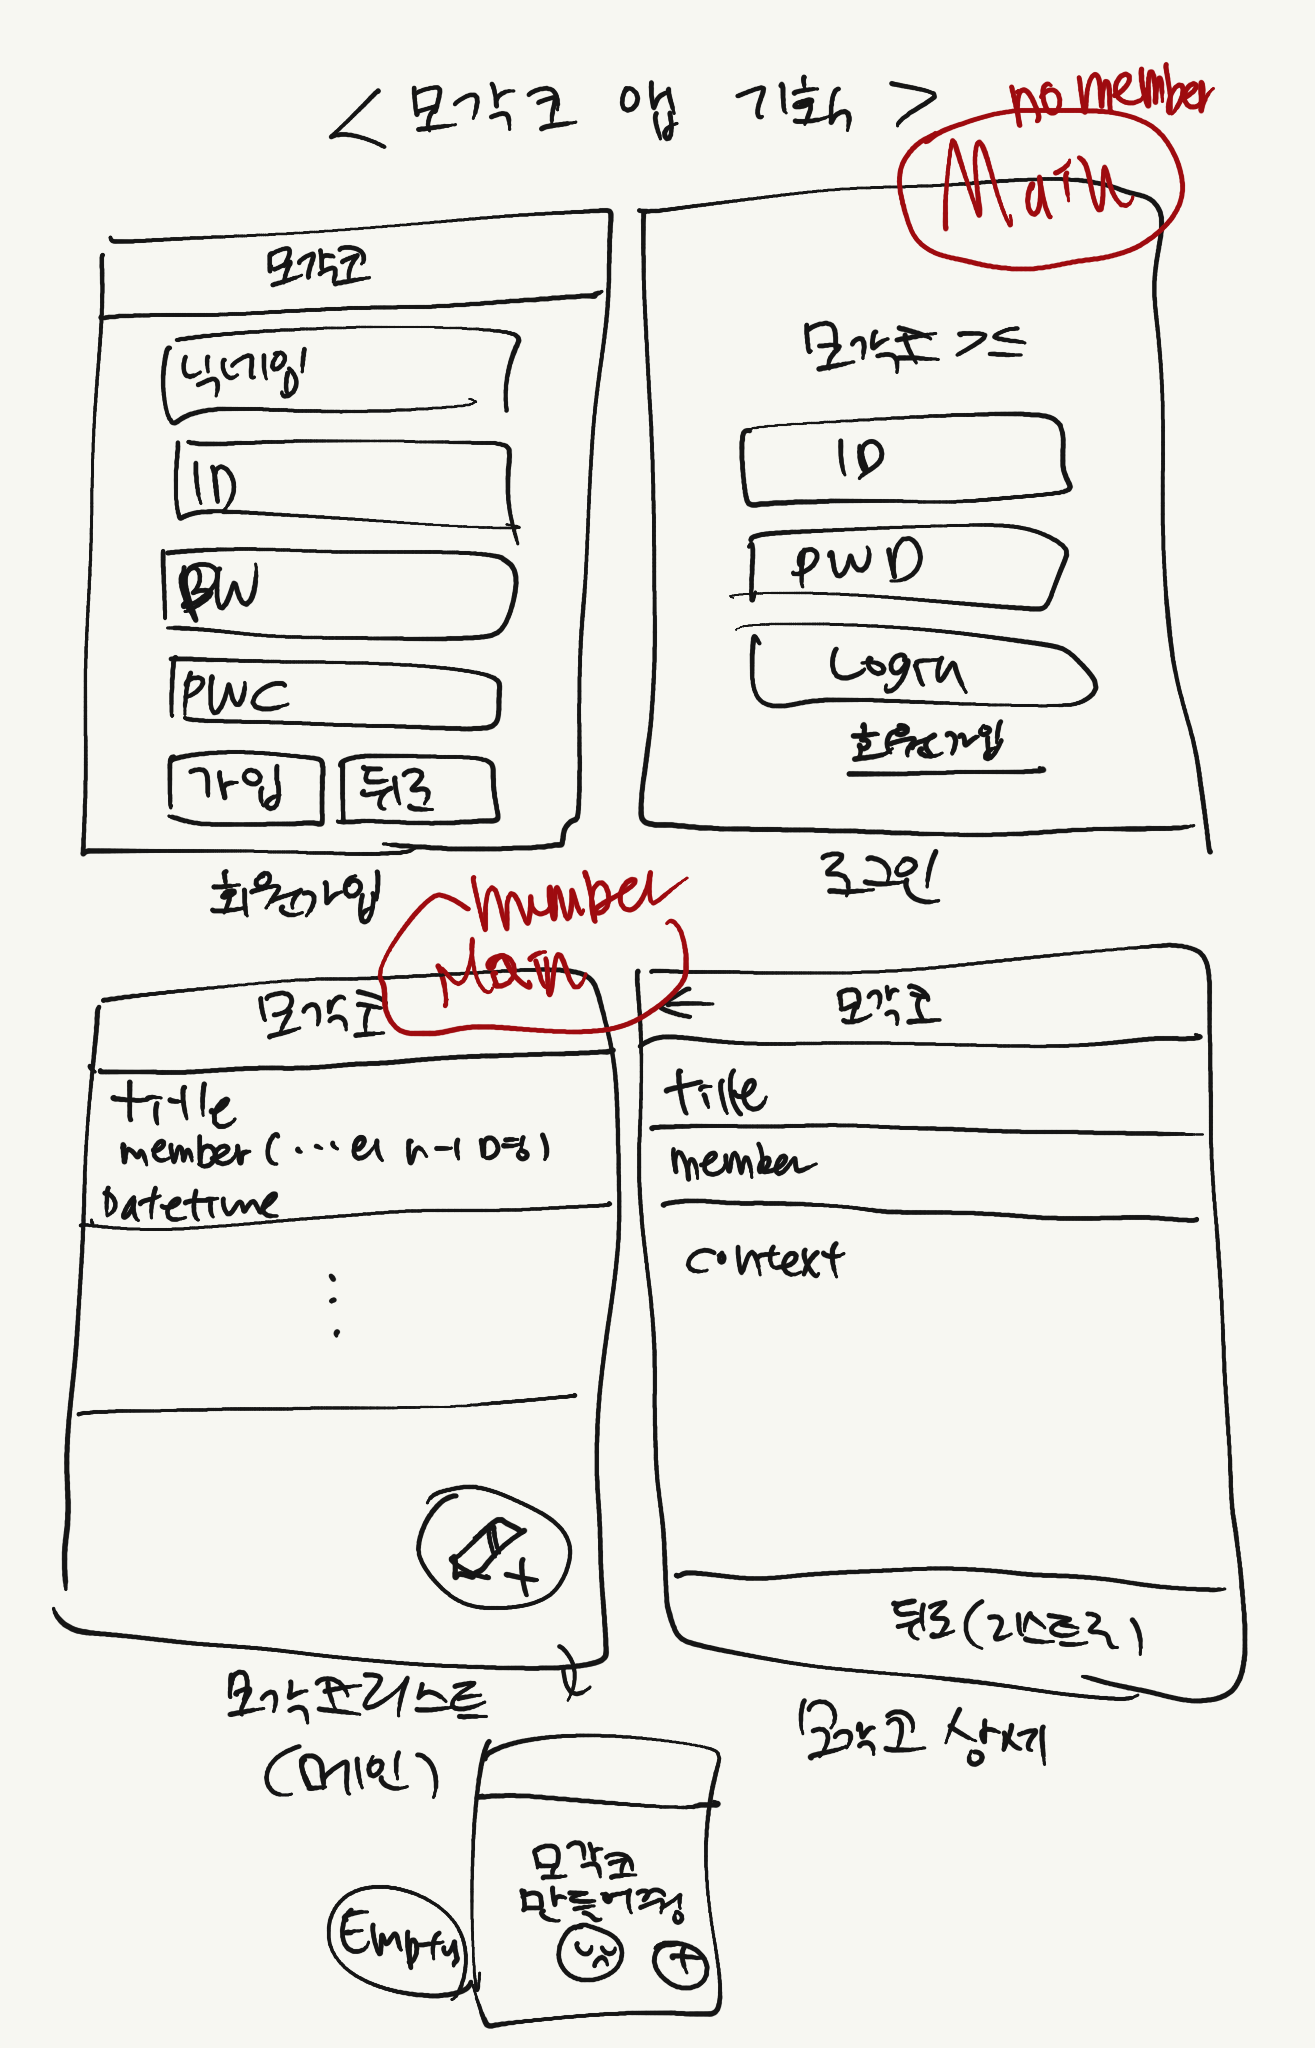 < 모각코 앱 기획 >
no member
Main
모각코
닉네임
ID
PW
PWC
가입
뒤로
회원가입
모각코 >≤
ID
PWD
Login
회원가입
로그인
member
Main
모각코
title
member (... 외 n-1 명)
Datetime
모각코리스트
(메인)
모각코
title
member
context
뒤로 (리스트로)
모각코 상세
Empty
모각코
만들어줭